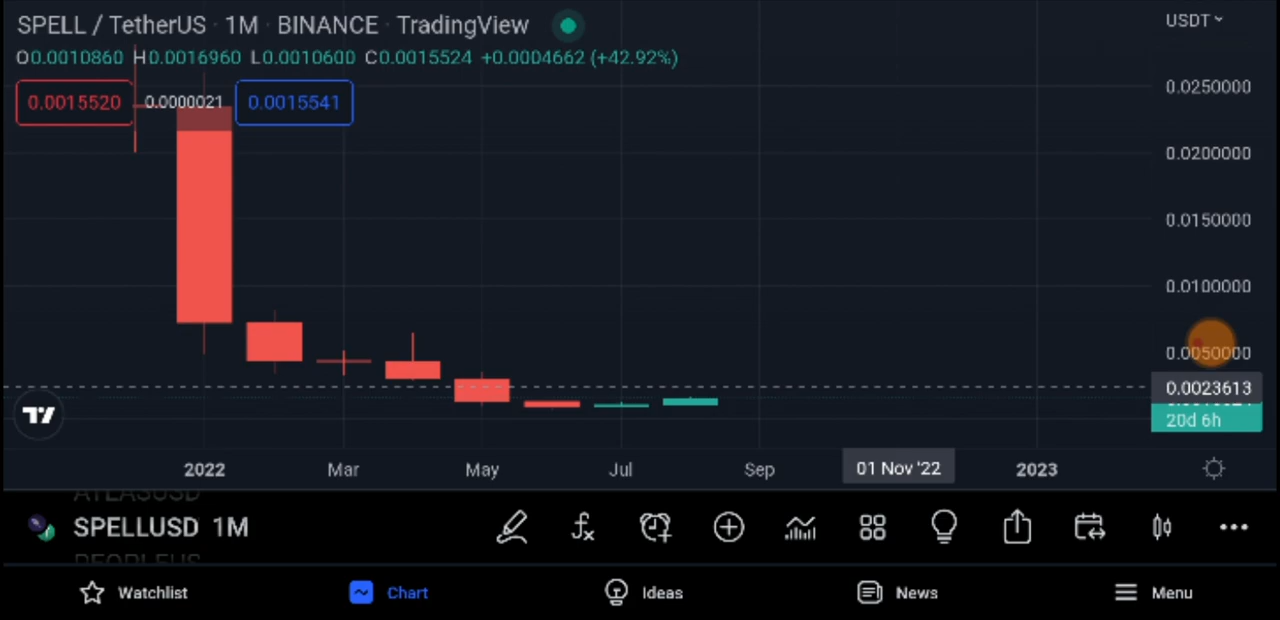 SPELL / TetherUS · 1M · BINANCE · TradingView
USDT
O0.0010860 H0.0016960 L0.0010600 C0.0015524 +0.0004662 (+42.92%)
0.0015520 0.0000021 0.0015541
0.0250000
0.0200000
0.0150000
0.0100000
0.0050000
0.0023613
20d 6h
2022 Mar May Jul Sep 01 Nov '22 2023
ATLASUSD
SPELLUSD 1M
Watchlist Chart Ideas News Menu